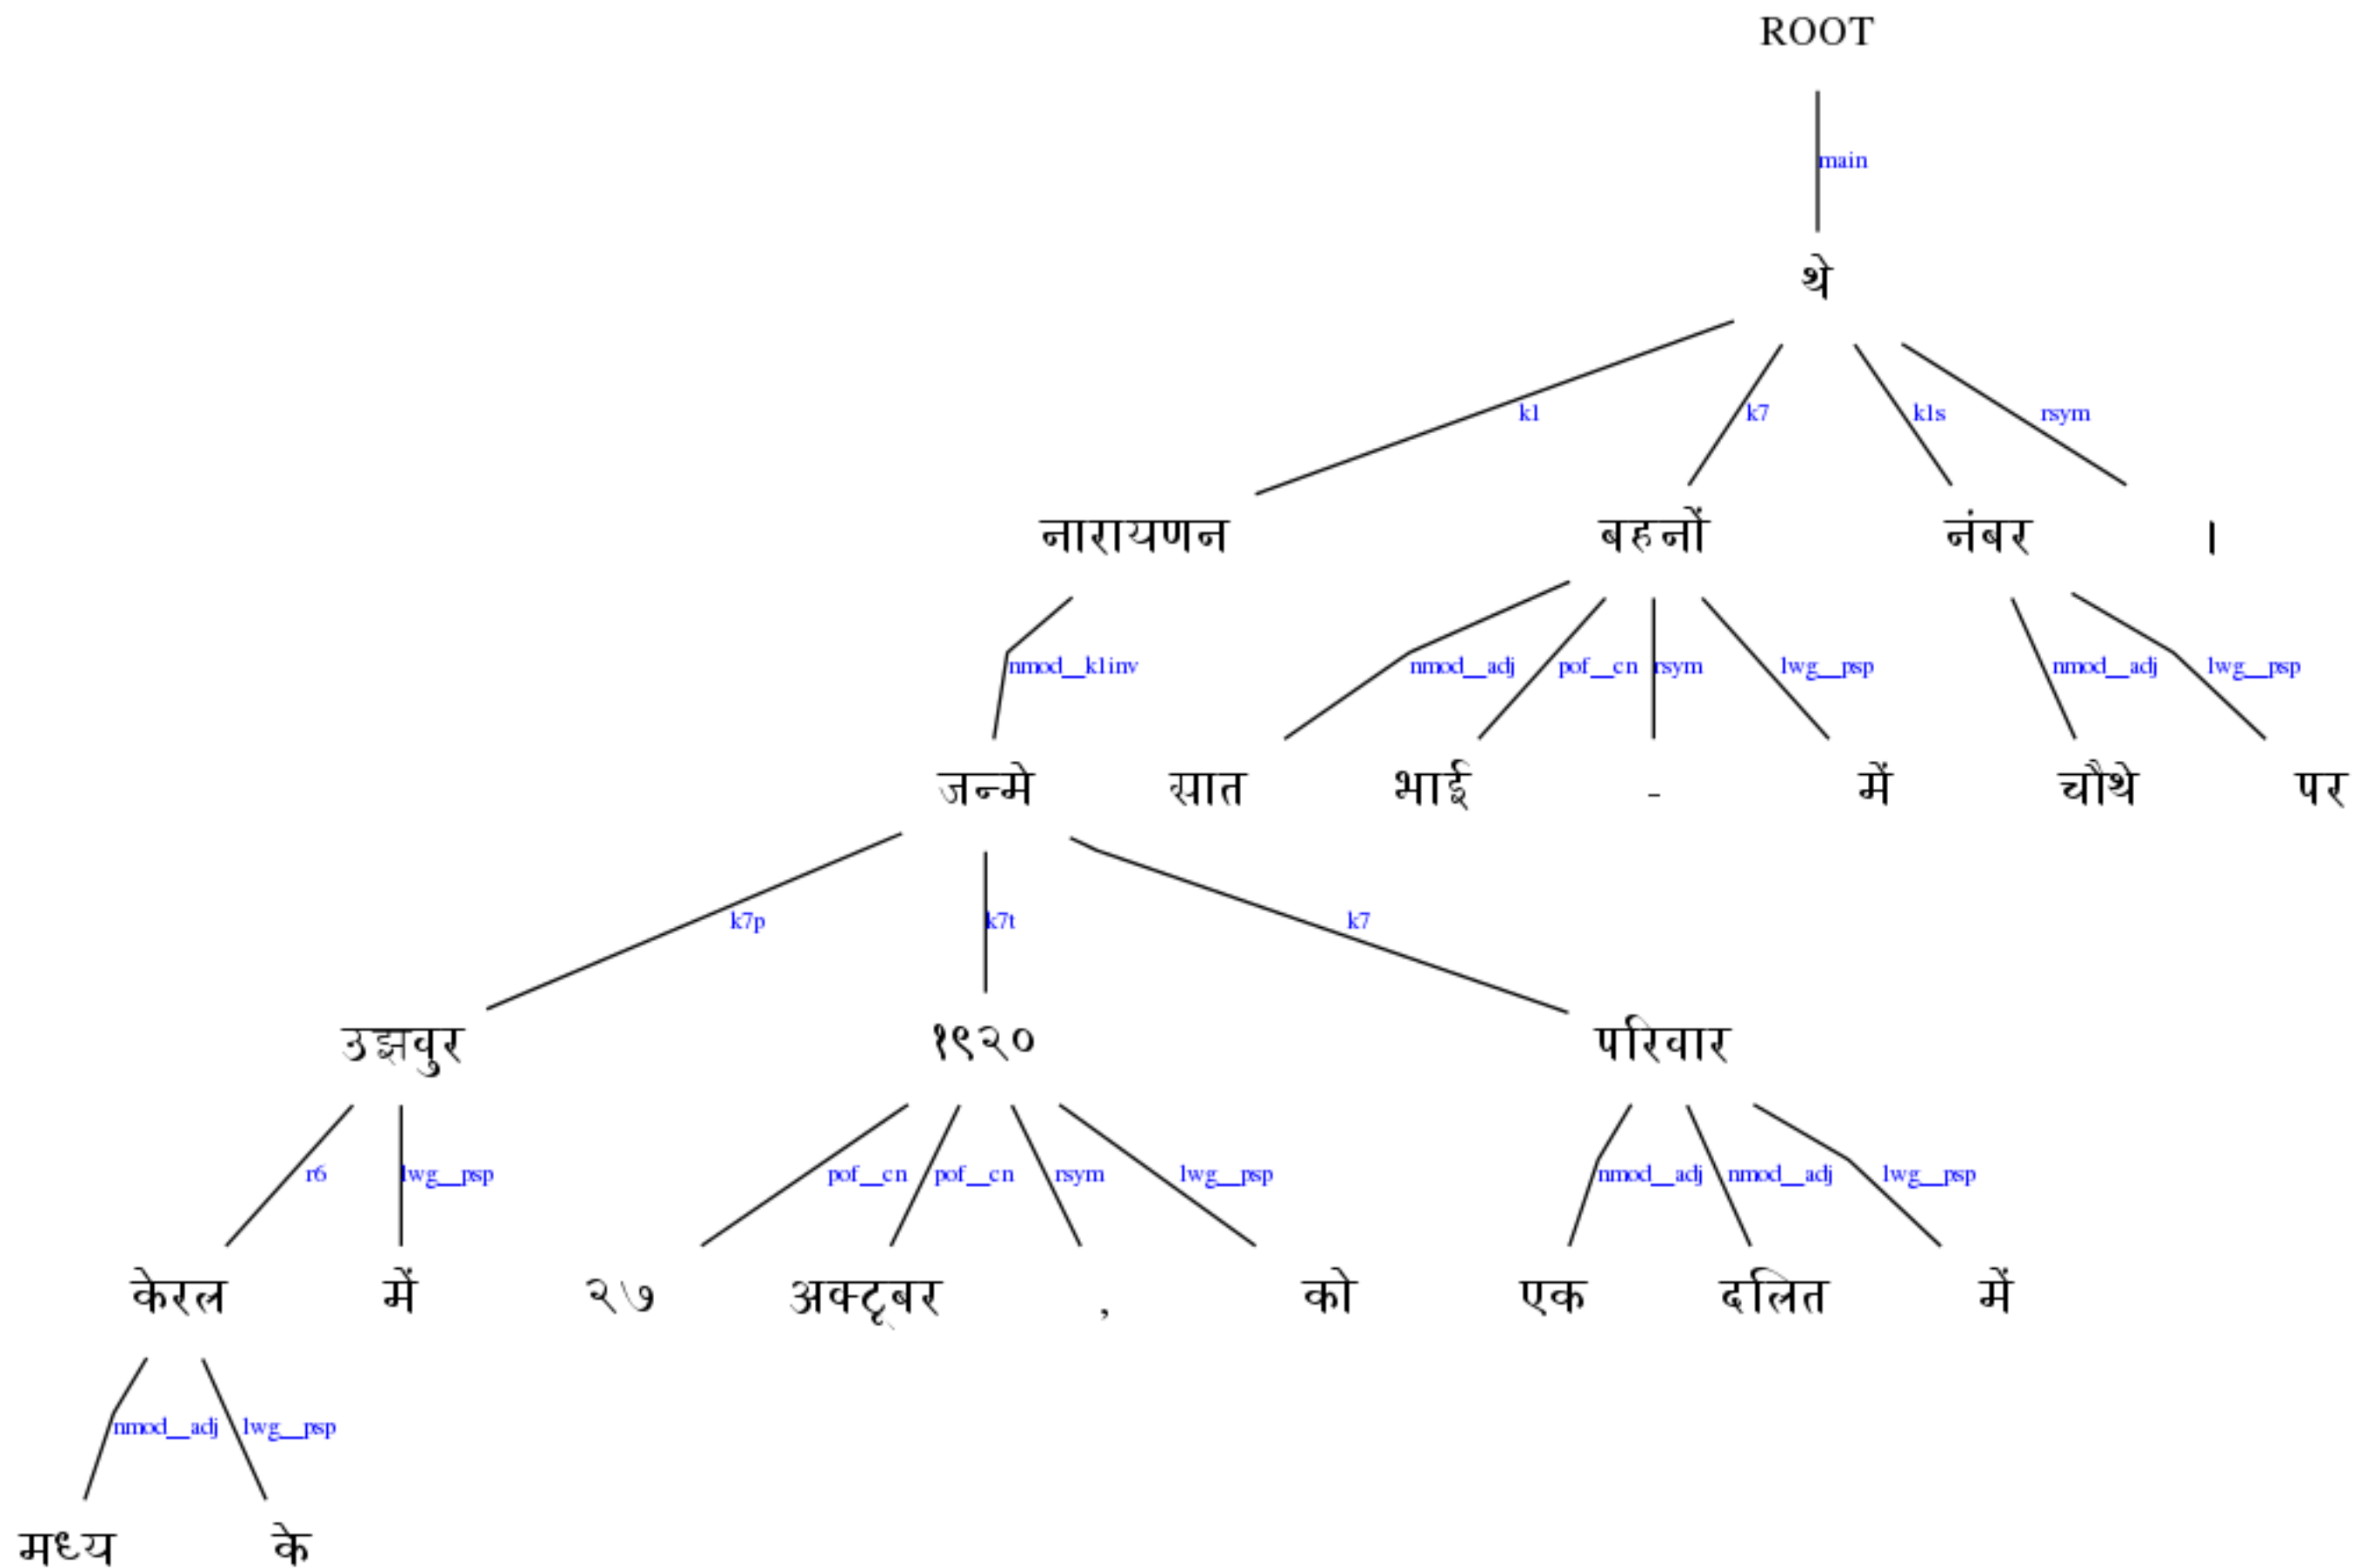 ROOT
main
थे
k1 k7 k1s rsym
नारायणन बहनों नंबर ।
nmod__k1inv nmod__adj pof__cn rsym lwg__psp nmod__adj lwg__psp
जन्मे सात भाई - में चौथे पर
k7p k7t k7
उझवुर १९२० परिवार
r6 lwg__psp pof__cn pof__cn rsym lwg__psp nmod__adj nmod__adj lwg__psp
केरल में २७ अक्टूबर , को एक दलित में
nmod__adj lwg__psp
मध्य के